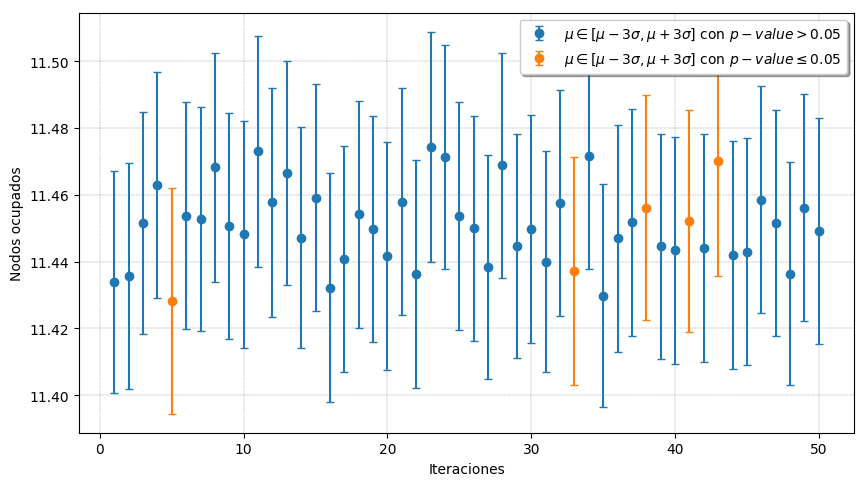 μ ∈ [μ − 3σ, μ + 3σ] con p − value > 0.05
μ ∈ [μ − 3σ, μ + 3σ] con p − value ≤ 0.05
11.50
11.48
11.46
11.44
11.42
11.40
Nodos ocupados
0 10 20 30 40 50
Iteraciones